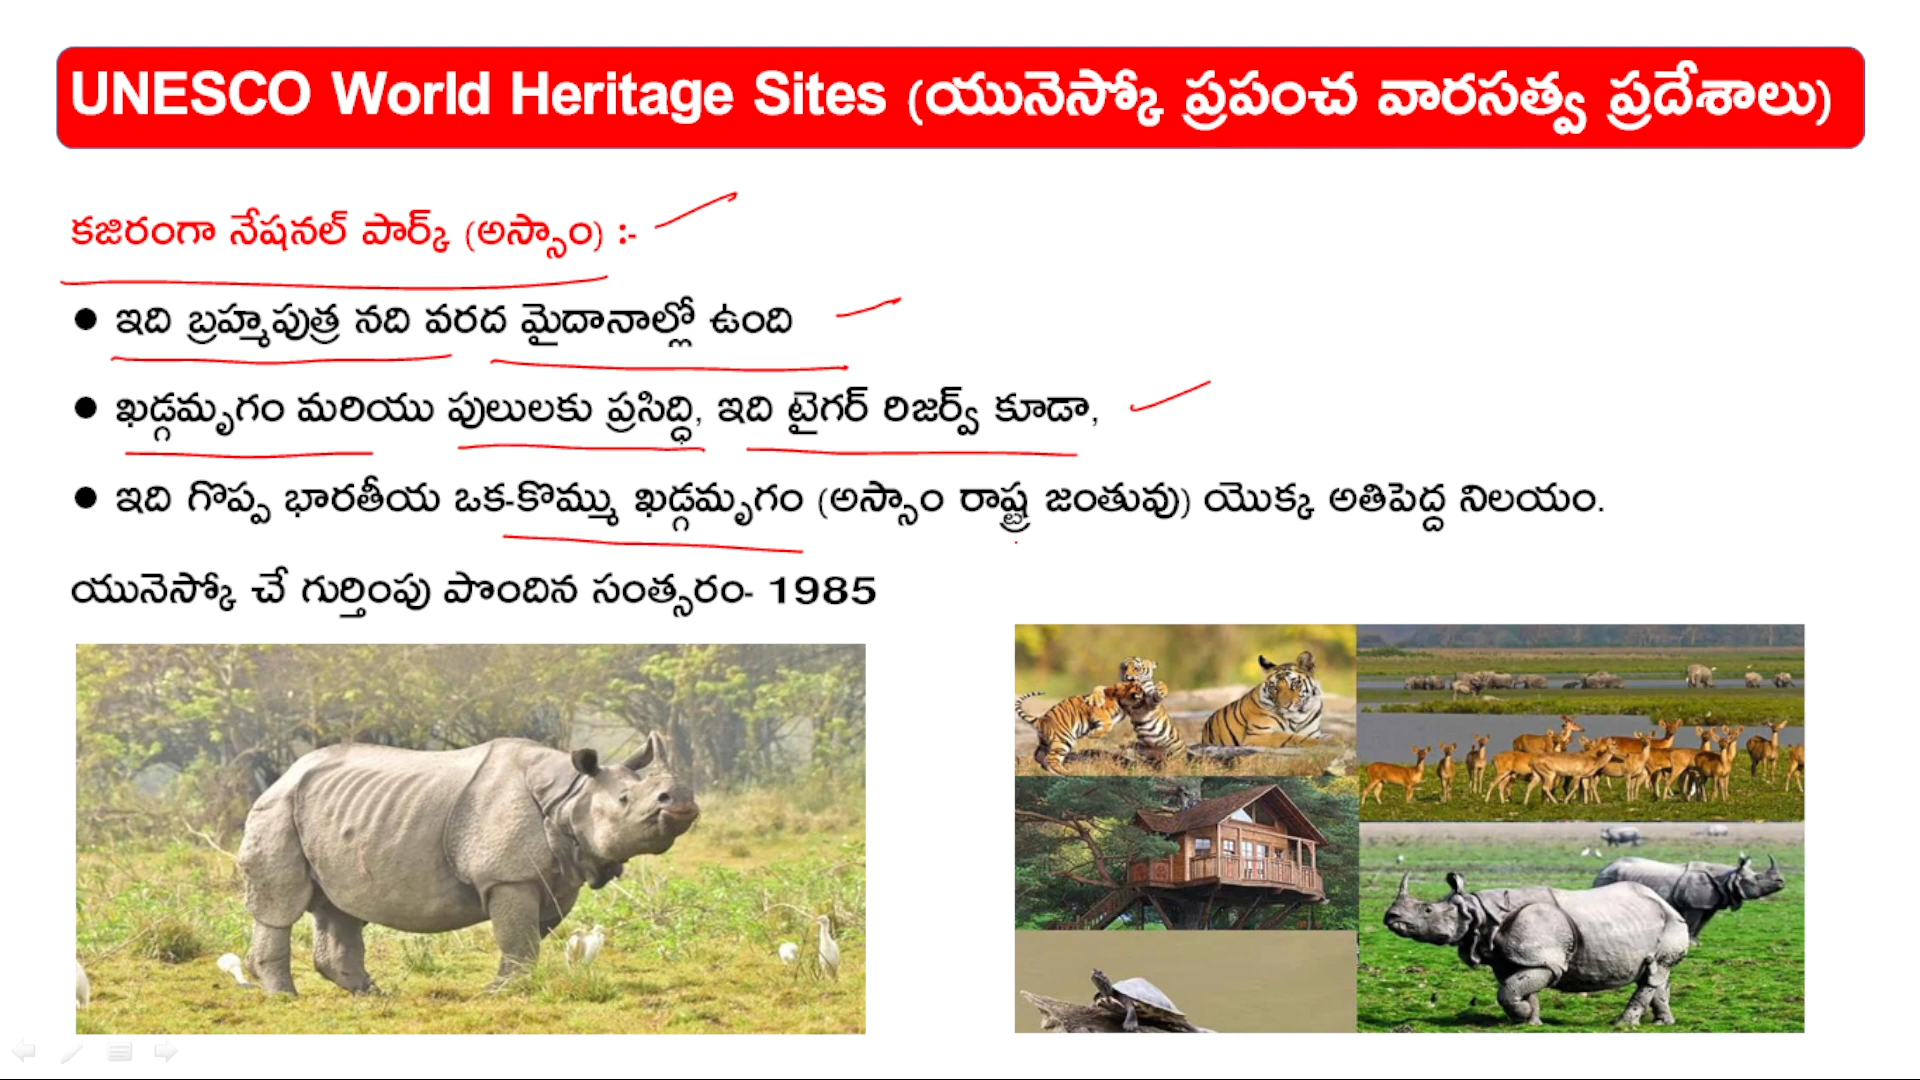 UNESCO World Heritage Sites (యునెస్కో ప్రపంచ వారసత్వ ప్రదేశాలు)
కజిరంగా నేషనల్ పార్క్ (అస్సాం) :-
● ఇది బ్రహ్మపుత్ర నది వరద మైదానాల్లో ఉంది
● ఖడ్గమృగం మరియు పులులకు ప్రసిద్ధి, ఇది టైగర్ రిజర్వ్ కూడా,
● ఇది గొప్ప భారతీయ ఒక-కొమ్ము ఖడ్గమృగం (అస్సాం రాష్ట్ర జంతువు) యొక్క అతిపెద్ద నిలయం.
యునెస్కో చే గుర్తింపు పొందిన సంత్సరం- 1985